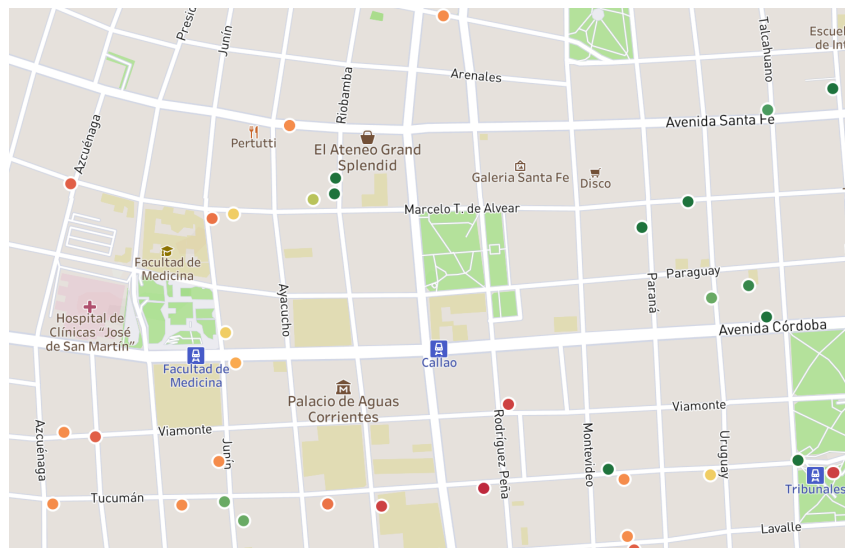 Presid
Junín
Talcahuano
Escuel
de Int
Arenales
Riobamba
Azcuénaga
Avenida Santa Fe
Pertutti
El Ateneo Grand
Splendid
Galeria Santa Fe
Disco
Marcelo T. de Alvear
Facultad de
Medicina
Paraguay
Paraná
Ayacucho
Hospital de
Clínicas “José
de San Martín”
Avenida Córdoba
Facultad de
Medicina
Callao
Palacio de Aguas
Corrientes
Viamonte
Azcuénaga
Viamonte
Junín
Rodríguez Peña
Montevideo
Uruguay
Tribunales
Tucumán
Lavalle